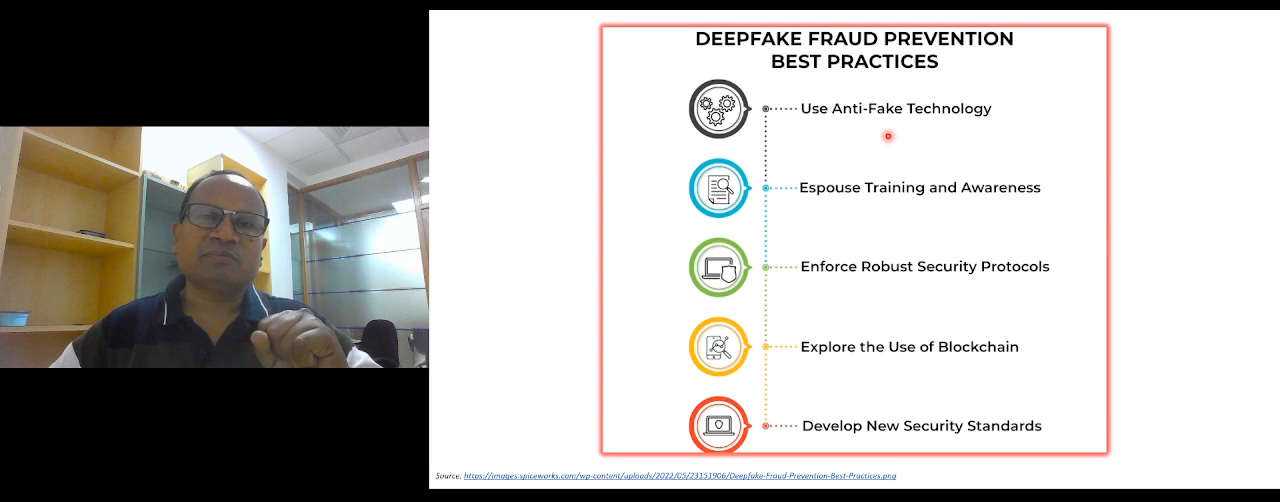 DEEPFAKE FRAUD PREVENTION
BEST PRACTICES
Use Anti-Fake Technology
Espouse Training and Awareness
Enforce Robust Security Protocols
Explore the Use of Blockchain
Develop New Security Standards
Source: https://images.spiceworks.com/wp-content/uploads/2022/05/23151906/Deepfake-Fraud-Prevention-Best-Practices.png